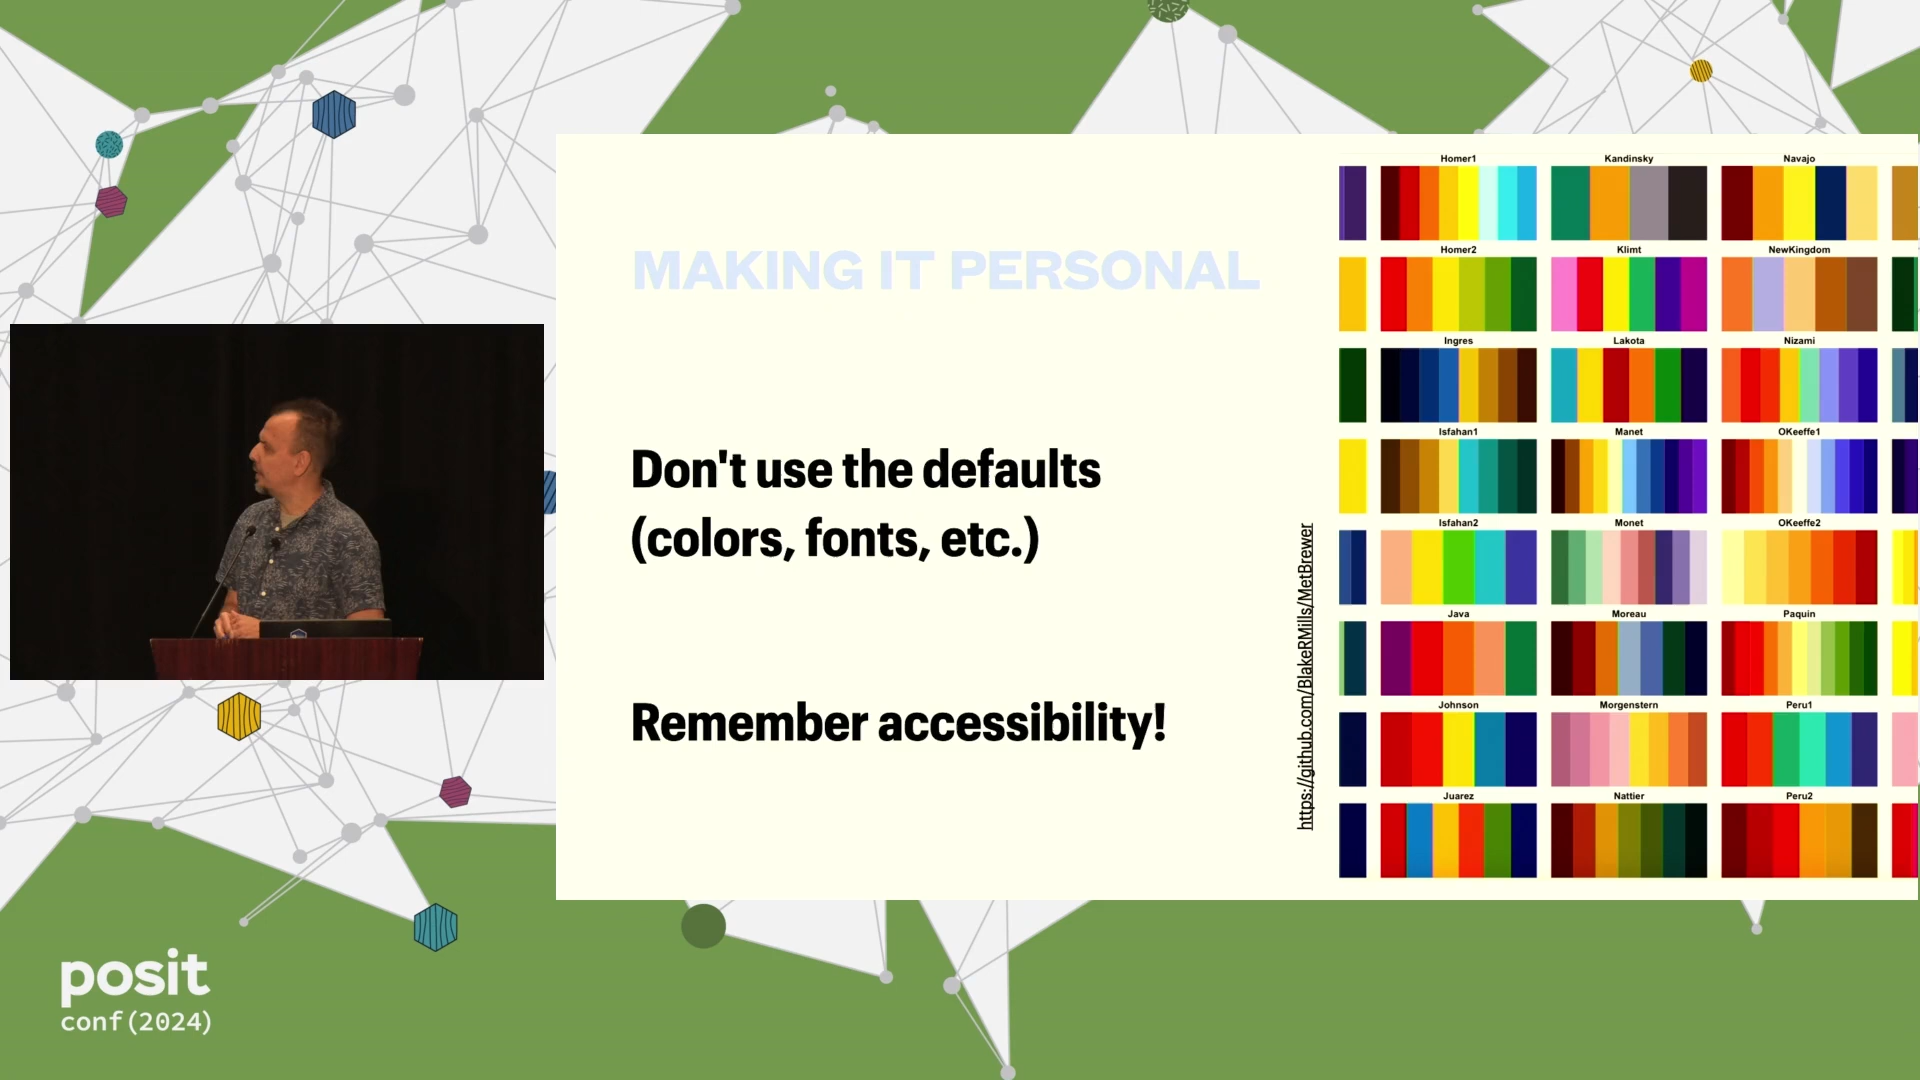 MAKING IT PERSONAL
Don't use the defaults
(colors, fonts, etc.)
Remember accessibility!
https://github.com/BlakeRMills/MetBrewer
Homer1
Kandinsky
Navajo
Homer2
Klimt
NewKingdom
Ingres
Lakota
Nizami
Isfahan1
Manet
OKeeffe1
Isfahan2
Monet
OKeeffe2
Java
Moreau
Paquin
Johnson
Morgenstern
Peru1
Juarez
Nattier
Peru2
posit
conf(2024)